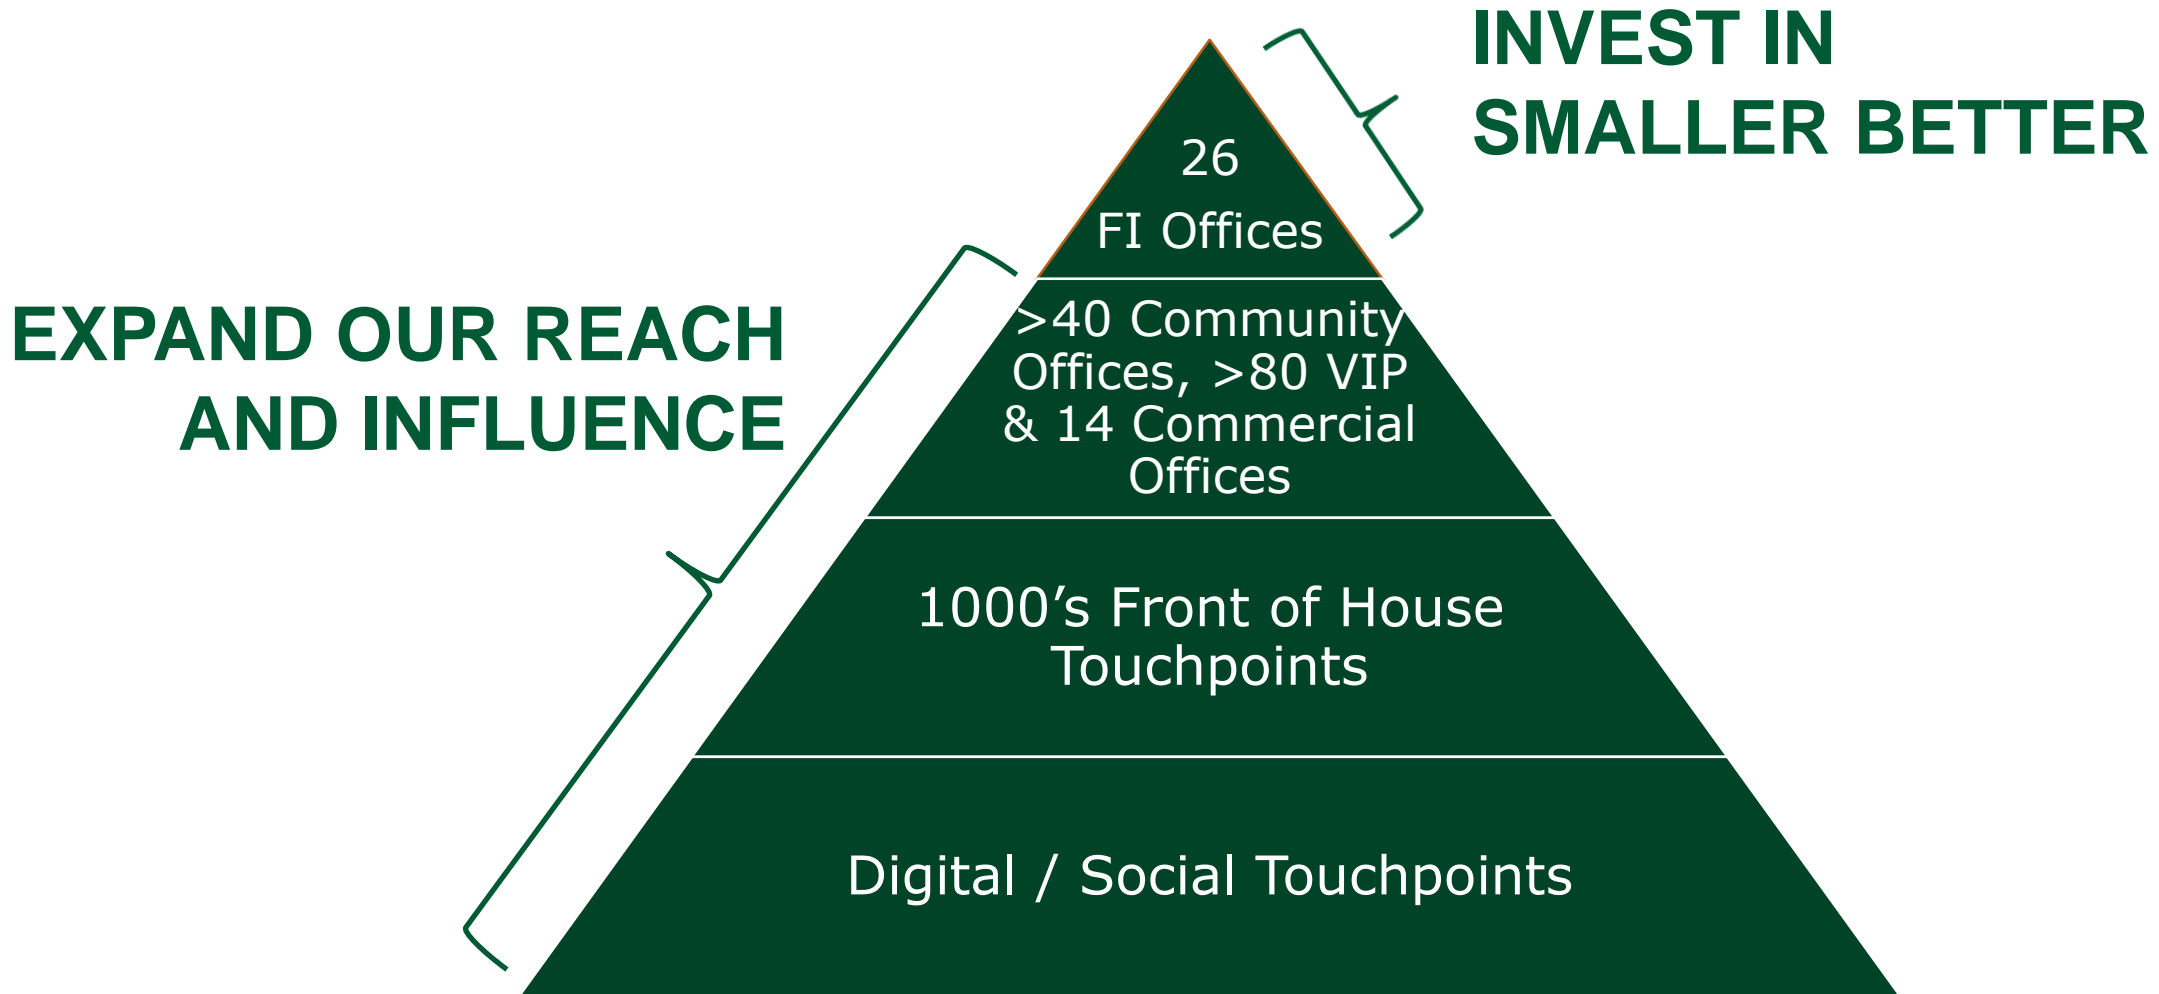 INVEST IN
SMALLER BETTER
26
FI Offices
EXPAND OUR REACH
AND INFLUENCE
>40 Community
Offices, >80 VIP
& 14 Commercial
Offices
1000’s Front of House
Touchpoints
Digital / Social Touchpoints